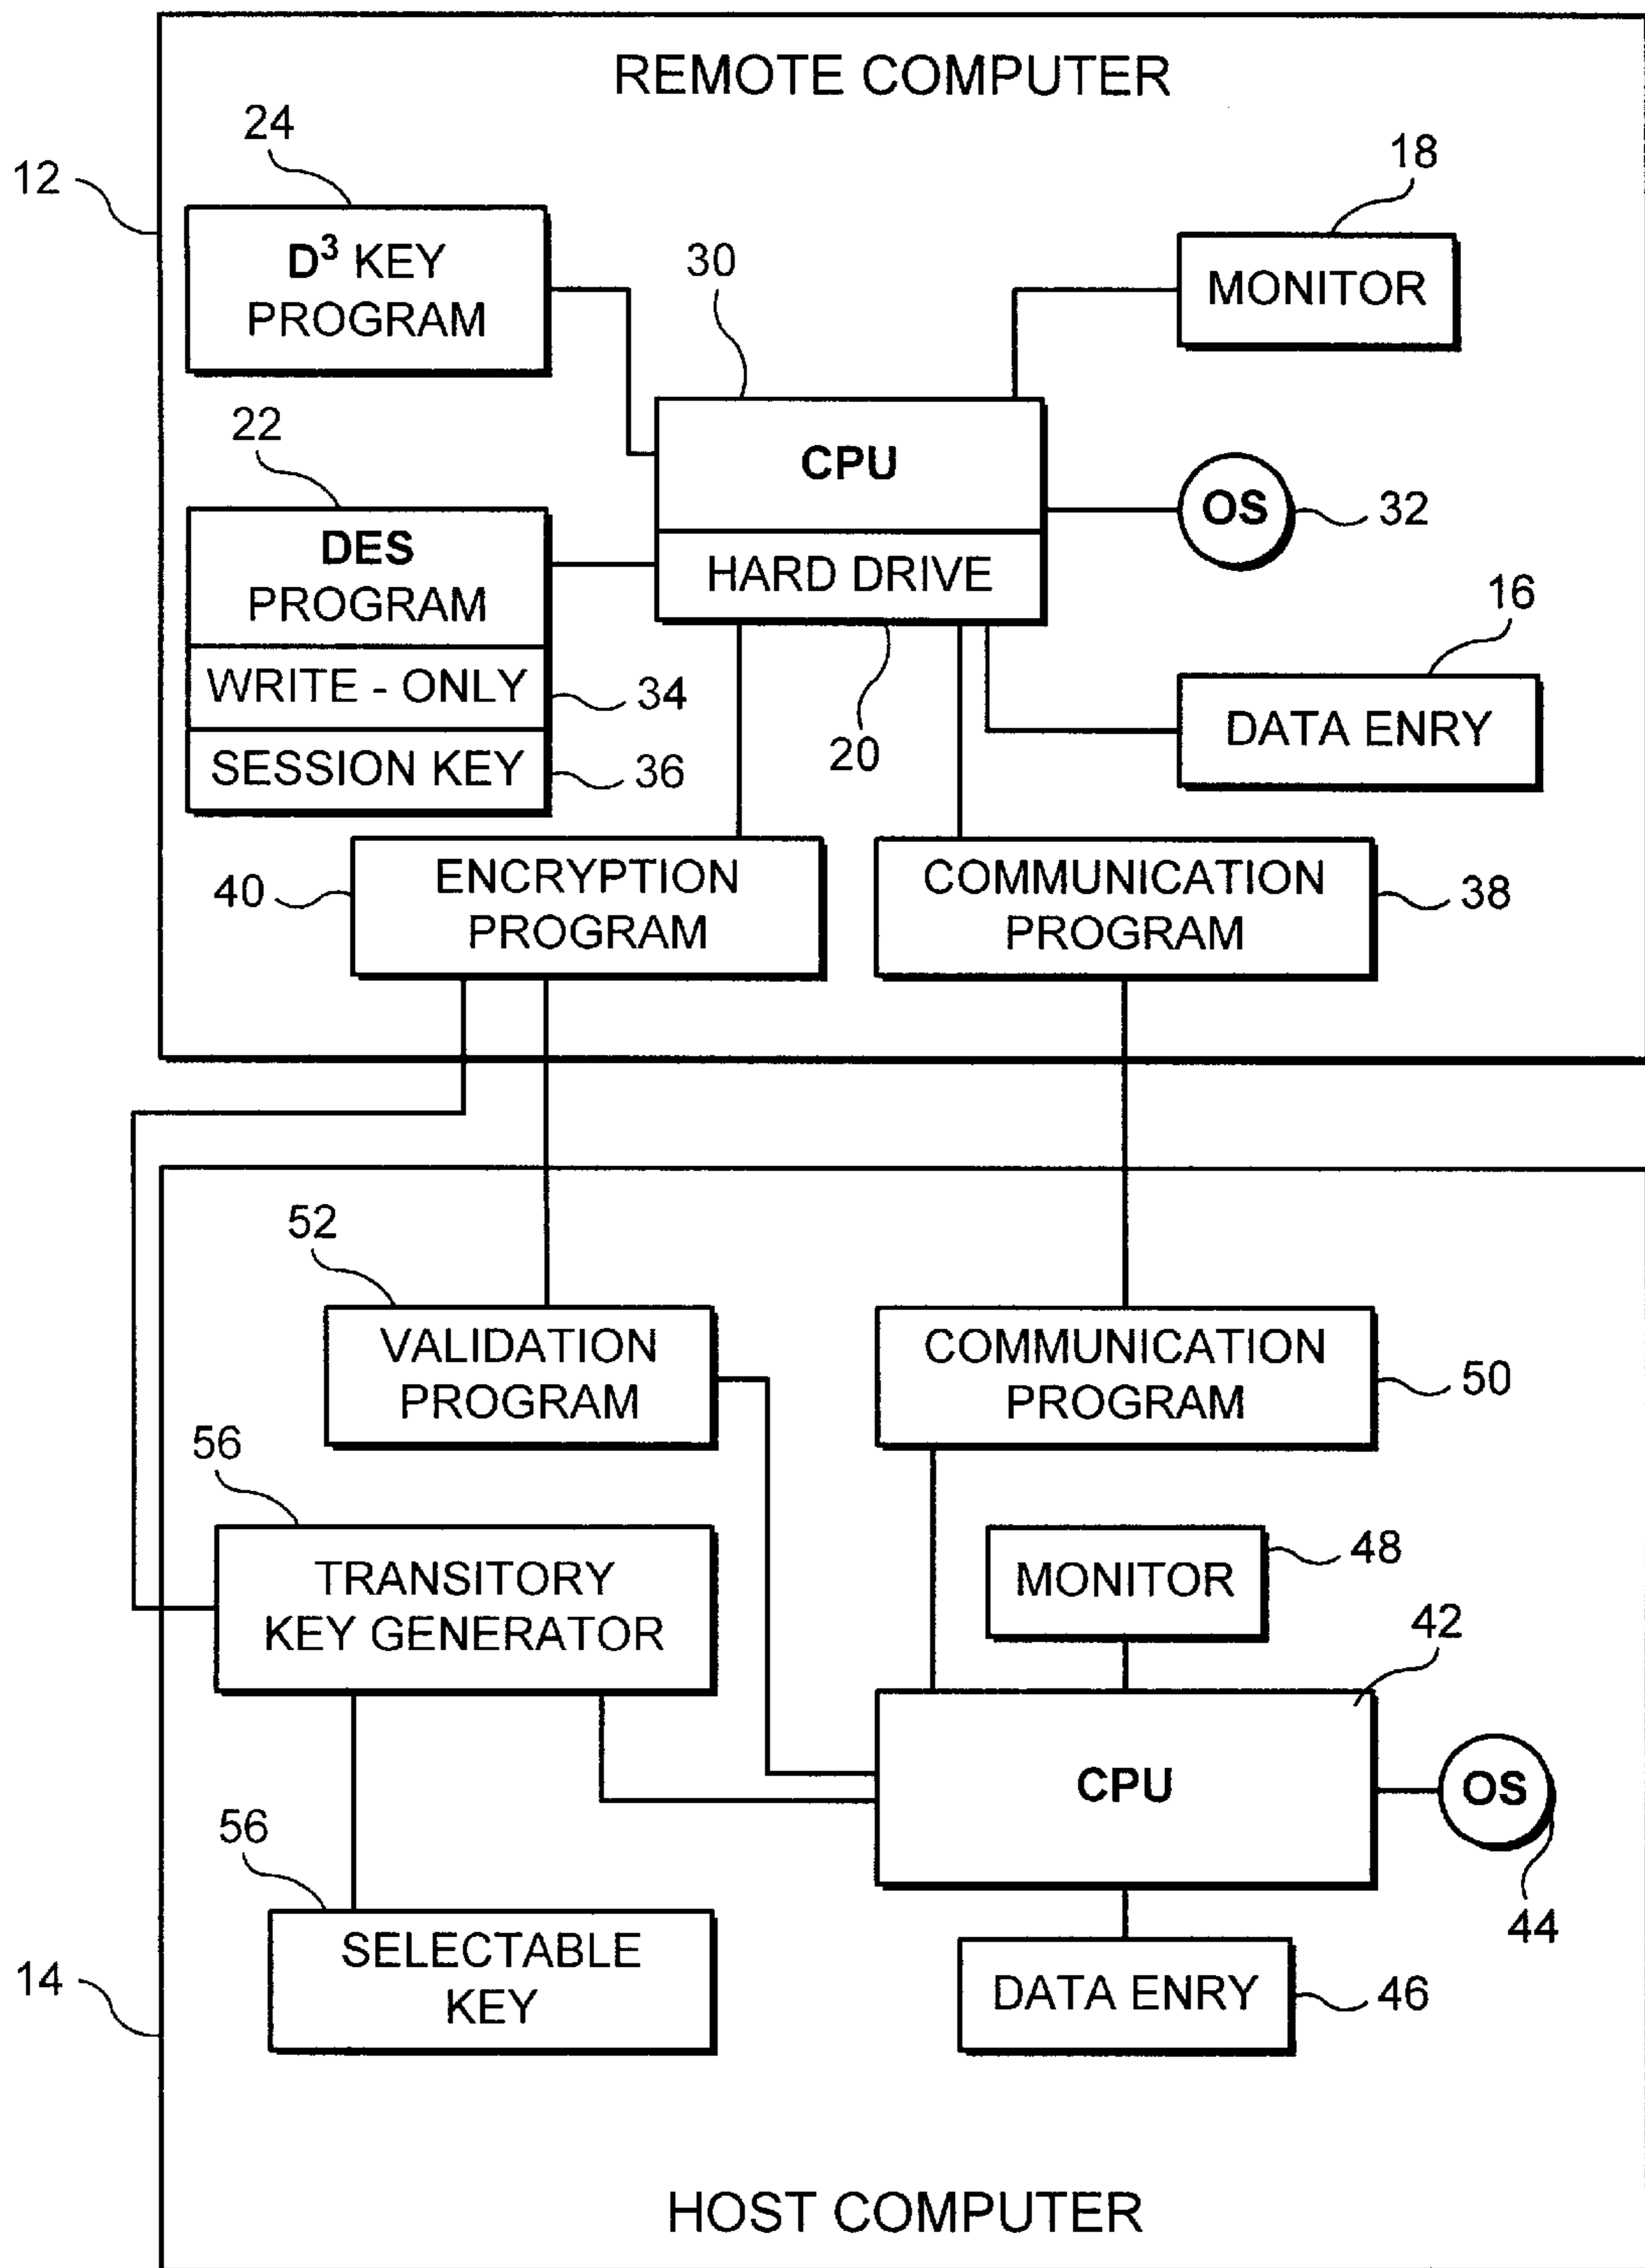 REMOTE COMPUTER
12
24
D³ KEY
PROGRAM
18
MONITOR
30
CPU
HARD DRIVE
20
OS
32
22
DES
PROGRAM
WRITE - ONLY
34
SESSION KEY
36
16
DATA ENRY
40
ENCRYPTION
PROGRAM
COMMUNICATION
PROGRAM
38
52
VALIDATION
PROGRAM
COMMUNICATION
PROGRAM
50
56
TRANSITORY
KEY GENERATOR
MONITOR
48
42
CPU
OS
44
56
SELECTABLE
KEY
DATA ENRY
46
14
HOST COMPUTER